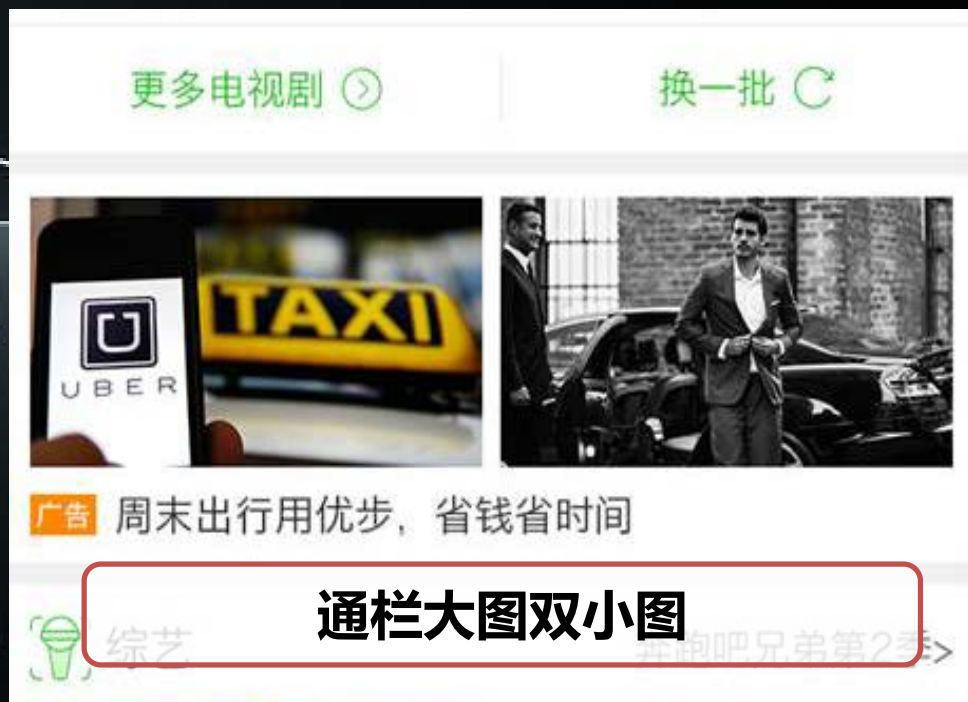 更多电视剧 换一批
TAXI
UBER
广告 周末出行用优步，省钱省时间
通栏大图双小图
综艺 奔跑吧兄弟第2季>